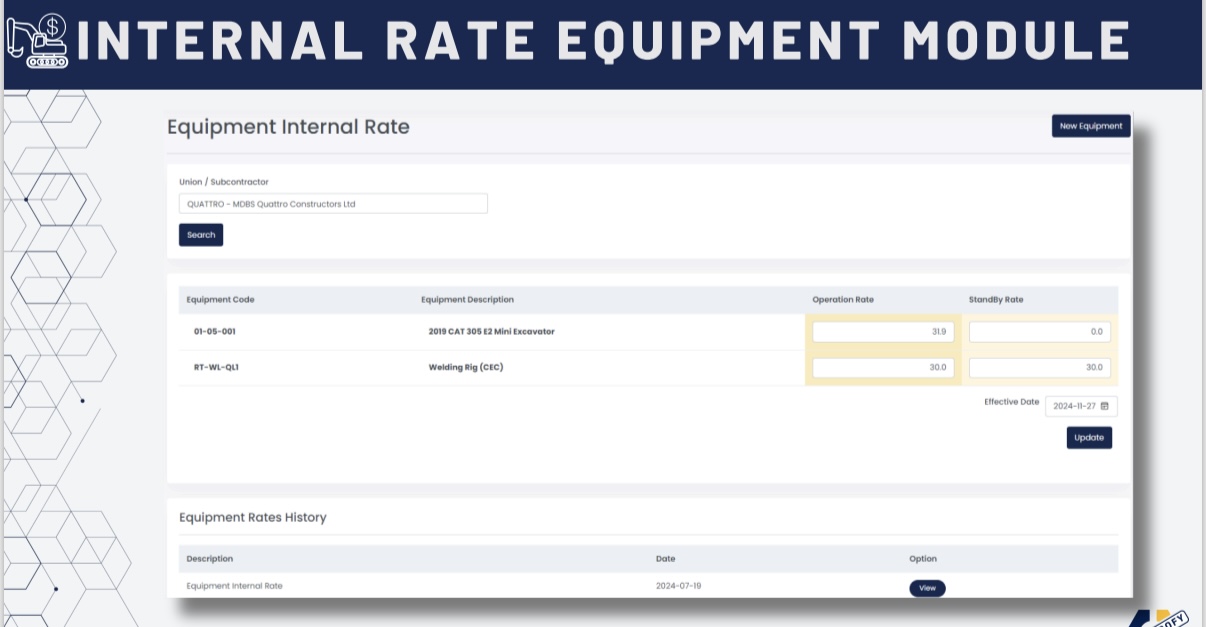 INTERNAL RATE EQUIPMENT MODULE
Equipment Internal Rate
New Equipment
Union / Subcontractor
QUATTRO - MDBS Quattro Constructors Ltd
Search
Equipment Code Equipment Description Operation Rate StandBy Rate
01-05-001 2019 CAT 305 E2 Mini Excavator 31.9 0.0
RT-WL-QL1 Welding Rig (CEC) 30.0 30.0
Effective Date 2024-11-27
Update
Equipment Rates History
Description Date Option
Equipment Internal Rate 2024-07-19 View